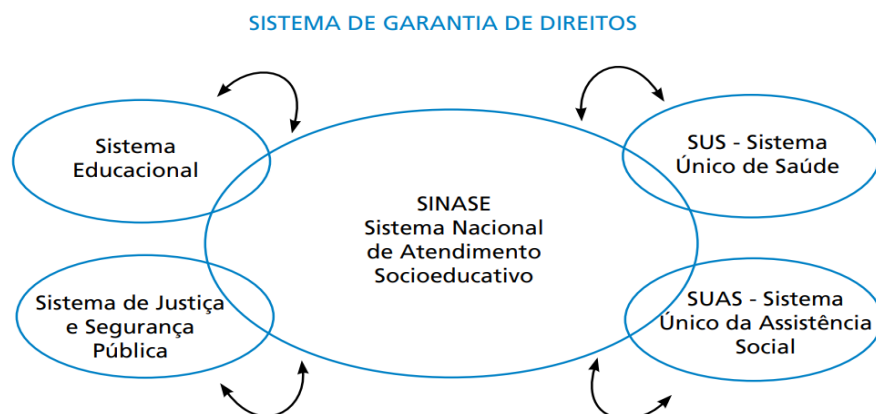 SISTEMA DE GARANTIA DE DIREITOS
Sistema
Educacional
SUS - Sistema
Único de Saúde
SINASE
Sistema Nacional
de Atendimento
Socioeducativo
Sistema de Justiça
e Segurança
Pública
SUAS - Sistema
Único da Assistência
Social